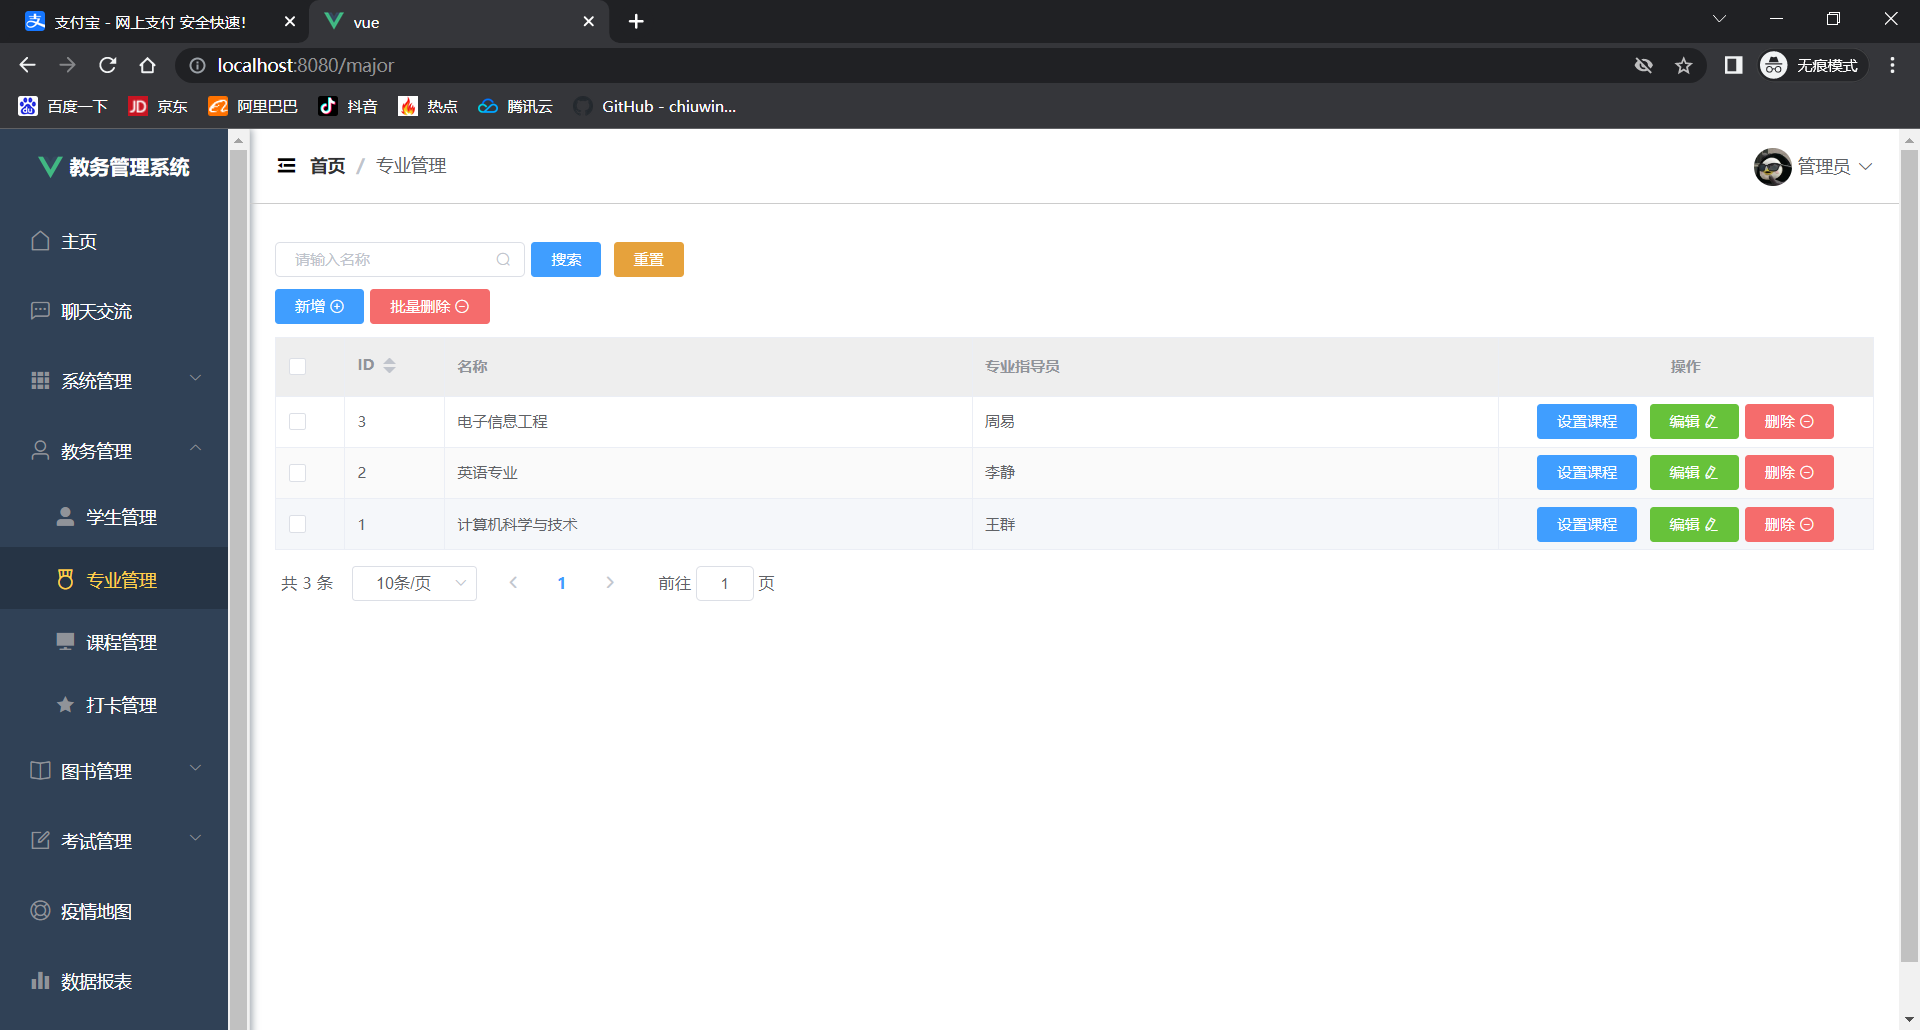 支付宝 - 网上支付 安全快速！
vue
localhost:8080/major
无痕模式
百度一下
京东
阿里巴巴
抖音
热点
腾讯云
GitHub - chiuwin...
教务管理系统
首页 / 专业管理
管理员
主页
聊天交流
系统管理
教务管理
学生管理
专业管理
课程管理
打卡管理
图书管理
考试管理
疫情地图
数据报表
请输入名称 搜索 重置
新增 批量删除
ID 名称 专业指导员 操作
3 电子信息工程 周易 设置课程 编辑 删除
2 英语专业 李静 设置课程 编辑 删除
1 计算机科学与技术 王群 设置课程 编辑 删除
共 3 条 10条/页 1 前往 1 页